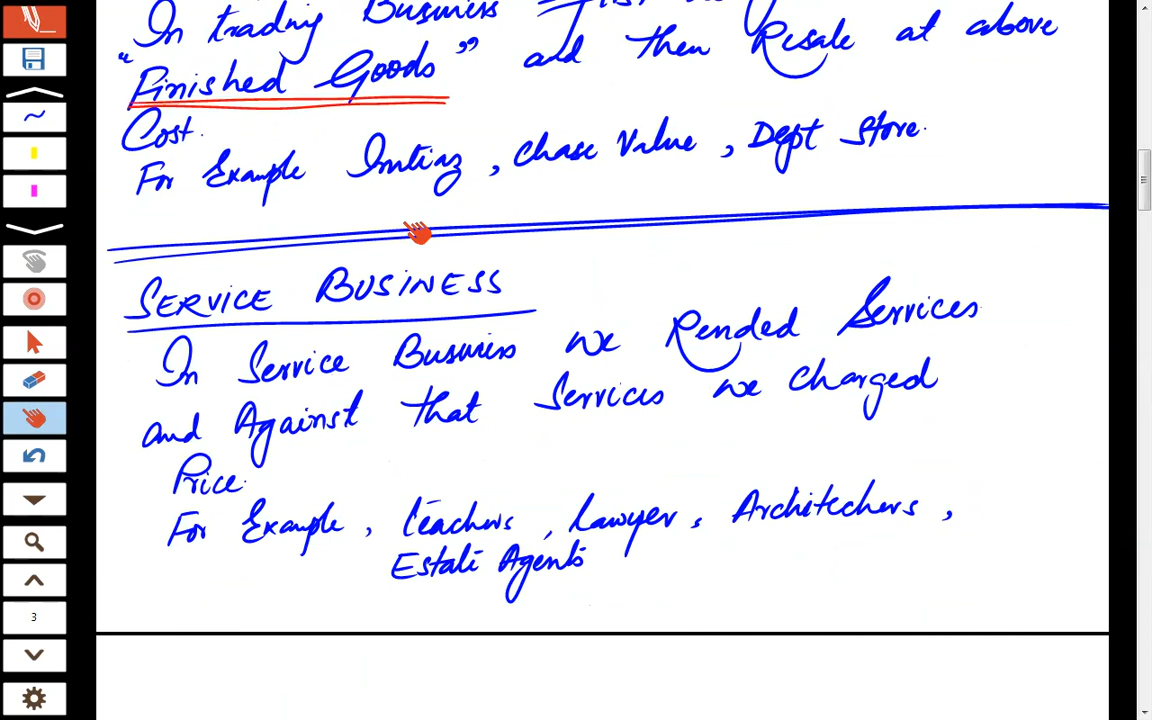 In trading Business
"Finished Goods" and then Resale at above
Cost.
For Example Imtiaz, Chase Value, Dept Store.
SERVICE BUSINESS
In Service Business we Rended Services
and Against that Services we charged
Price.
For Example, teachers, Lawyer, Architechers,
Estate Agents
3